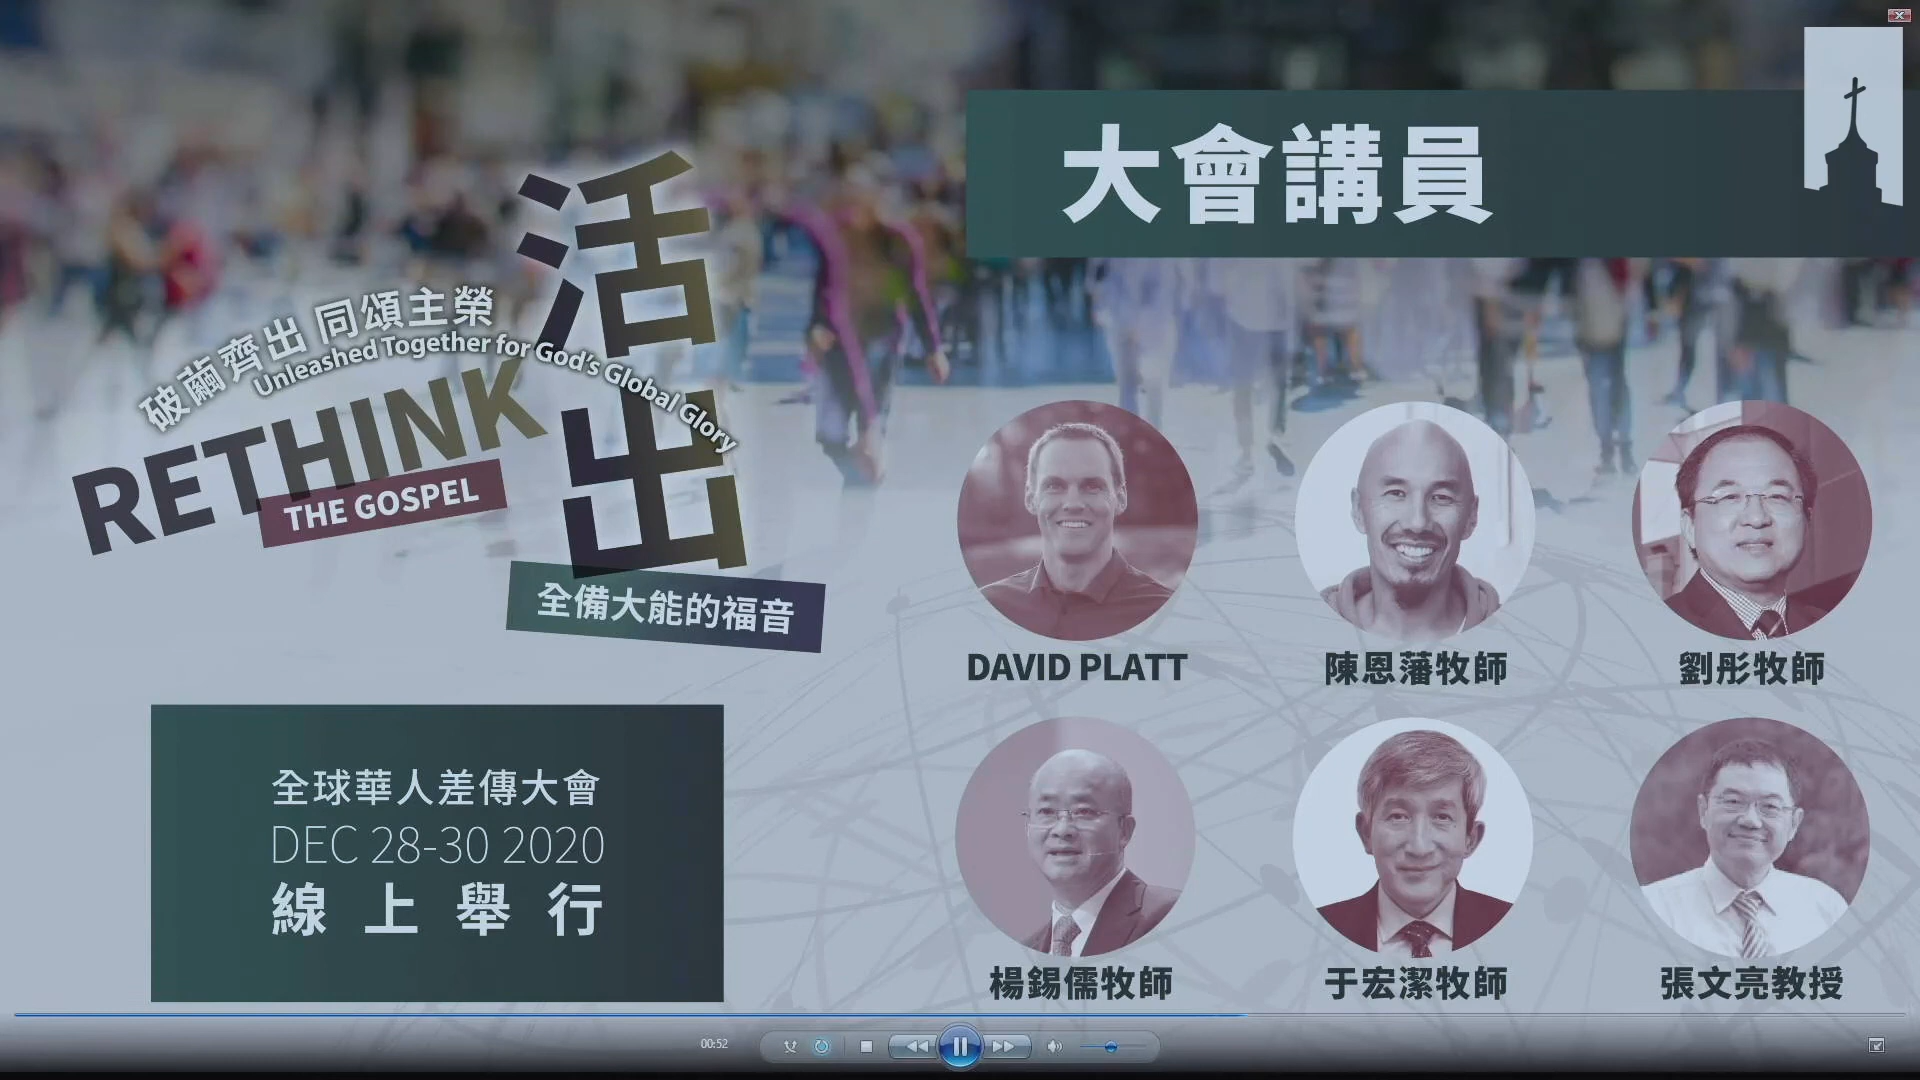 大會講員
破繭齊出 同頌主榮
Unleashed Together for God's Global Glory
活出
RETHINK
THE GOSPEL
全備大能的福音
DAVID PLATT
陳恩藩牧師
劉彤牧師
全球華人差傳大會
DEC 28-30 2020
線上舉行
楊錫儒牧師
于宏潔牧師
張文亮教授
00:52